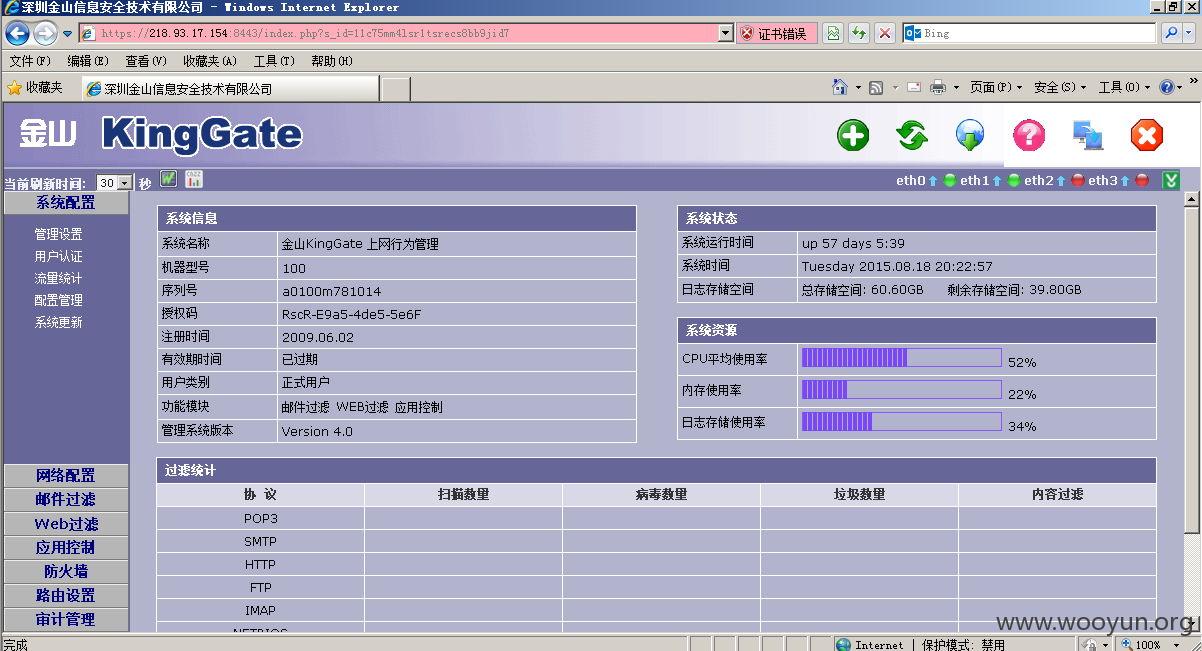 深圳金山信息安全技术有限公司 - Windows Internet Explorer
https://218.93.17.154:8443/index.php?s_id=11c75mm4lsr1tsrecs8bb9jid7 证书错误 Bing
文件(F) 编辑(E) 查看(V) 收藏夹(A) 工具(T) 帮助(H)
收藏夹 深圳金山信息安全技术有限公司 页面(P) 安全(S) 工具(O)
金山 KingGate
当前刷新时间: 30 秒 eth0 eth1 eth2 eth3
系统配置
管理设置
用户认证
流量统计
配置管理
系统更新
网络配置
邮件过滤
Web过滤
应用控制
防火墙
路由设置
审计管理
系统信息
系统名称 金山KingGate 上网行为管理
机器型号 100
序列号 a0100m781014
授权码 RscR-E9a5-4de5-5e6F
注册时间 2009.06.02
有效期时间 已过期
用户类别 正式用户
功能模块 邮件过滤 WEB过滤 应用控制
管理系统版本 Version 4.0
系统状态
系统运行时间 up 57 days 5:39
系统时间 Tuesday 2015.08.18 20:22:57
日志存储空间 总存储空间: 60.60GB 剩余存储空间: 39.80GB
系统资源
CPU平均使用率 52%
内存使用率 22%
日志存储使用率 34%
过滤统计
协 议 扫描数量 病毒数量 垃圾数量 内容过滤
POP3
SMTP
HTTP
FTP
IMAP
NETBIOS
www.wooyun.org
完成 Internet | 保护模式: 禁用 100%